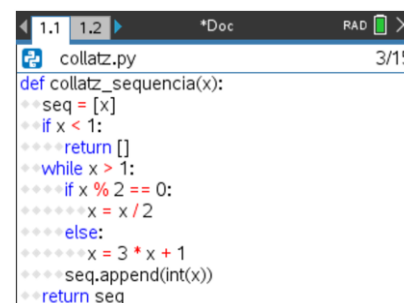 1.1 1.2 *Doc RAD
collatz.py 3/15
def collatz_sequencia(x):
seq = [x]
if x < 1:
return []
while x > 1:
if x % 2 == 0:
x = x / 2
else:
x = 3 * x + 1
seq.append(int(x))
return seq